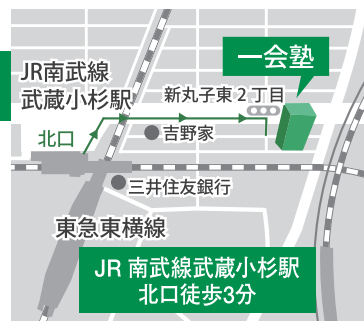 一会塾
JR南武線
武蔵小杉駅
新丸子東2丁目
北口
吉野家
三井住友銀行
東急東横線
JR 南武線武蔵小杉駅
北口徒歩3分